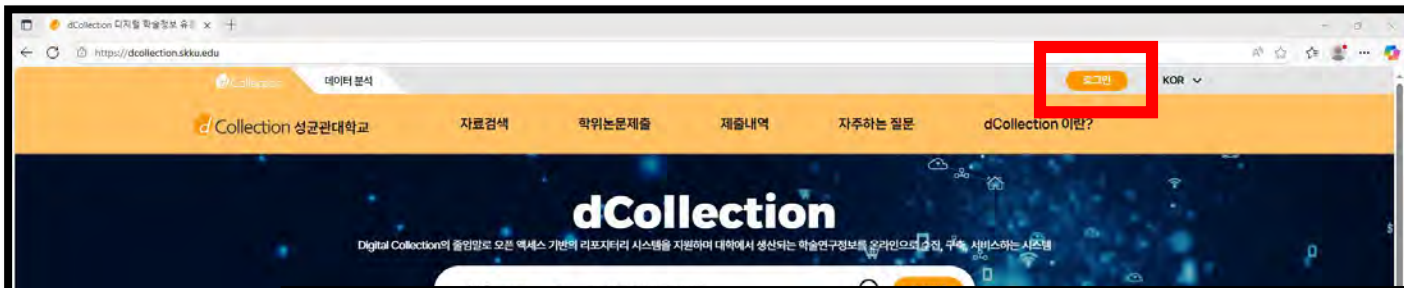 dCollection 디지털 학술정보 유
https://dcollection.skku.edu
dCollection 데이터 분석 로그인 KOR
dCollection 성균관대학교 자료검색 학위논문제출 제출내역 자주하는 질문 dCollection 이란?
dCollection
Digital Collection의 줄임말로 오픈 액세스 기반의 리포지터리 시스템을 지원하며 대학에서 생산되는 학술연구정보를 온라인으로 수집, 구축, 서비스하는 시스템